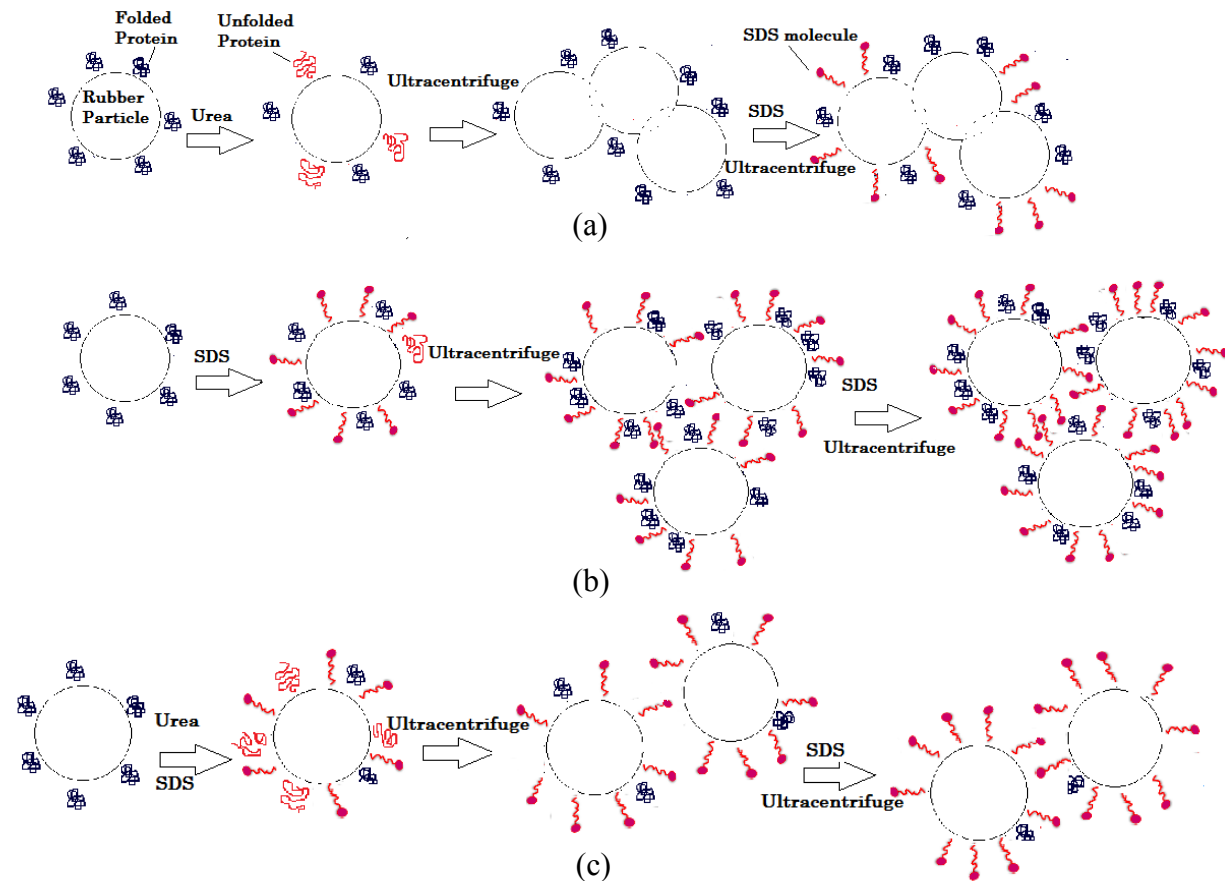 Folded
Protein
Unfolded
Protein
SDS molecule
Rubber
Particle
Urea
Ultracentrifuge
SDS
Ultracentrifuge
(a)
SDS
Ultracentrifuge
SDS
Ultracentrifuge
(b)
Urea
SDS
Ultracentrifuge
SDS
Ultracentrifuge
(c)